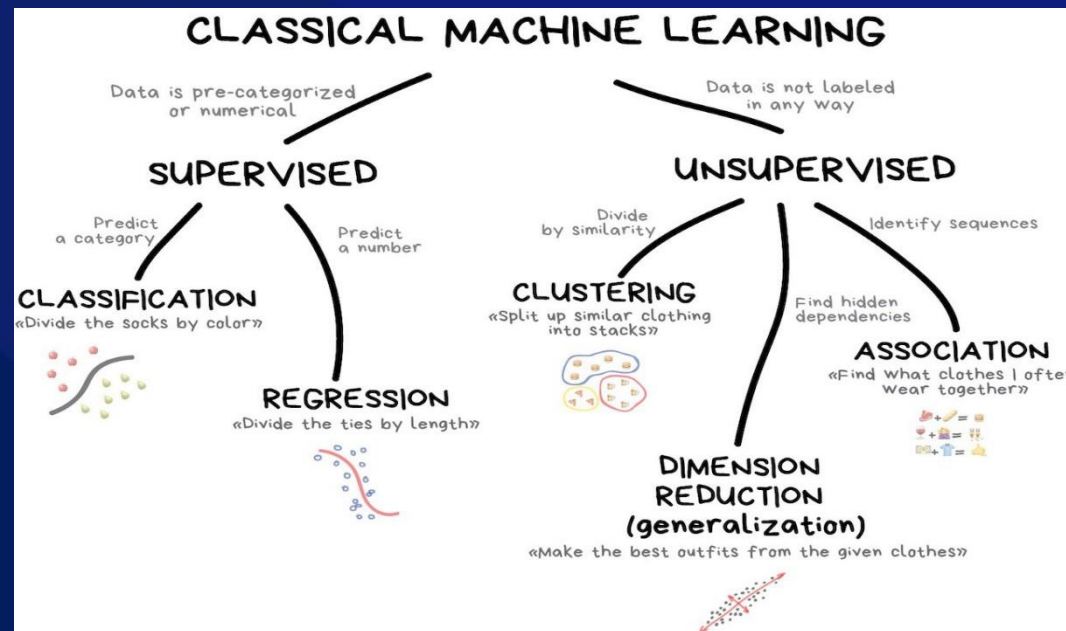 CLASSICAL MACHINE LEARNING
Data is pre-categorized
or numerical
Data is not labeled
in any way
SUPERVISED
UNSUPERVISED
Predict
a category
Predict
a number
Divide
by similarity
Identify sequences
CLASSIFICATION
«Divide the socks by color»
CLUSTERING
«Split up similar clothing
into stacks»
Find hidden
dependencies
REGRESSION
«Divide the ties by length»
ASSOCIATION
«Find what clothes I ofte
wear together»
DIMENSION
REDUCTION
(generalization)
«Make the best outfits from the given clothes»